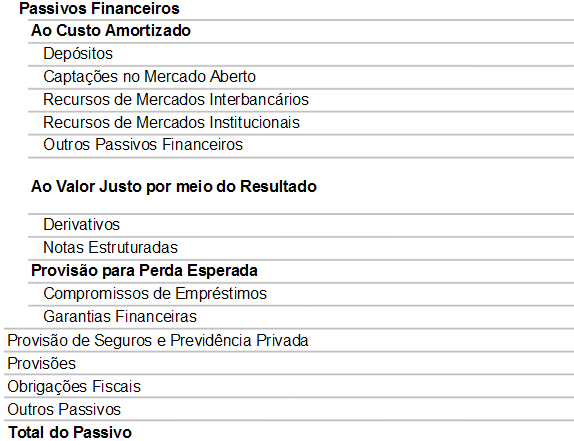 Passivos Financeiros
Ao Custo Amortizado
Depósitos
Captações no Mercado Aberto
Recursos de Mercados Interbancários
Recursos de Mercados Institucionais
Outros Passivos Financeiros
Ao Valor Justo por meio do Resultado
Derivativos
Notas Estruturadas
Provisão para Perda Esperada
Compromissos de Empréstimos
Garantias Financeiras
Provisão de Seguros e Previdência Privada
Provisões
Obrigações Fiscais
Outros Passivos
Total do Passivo